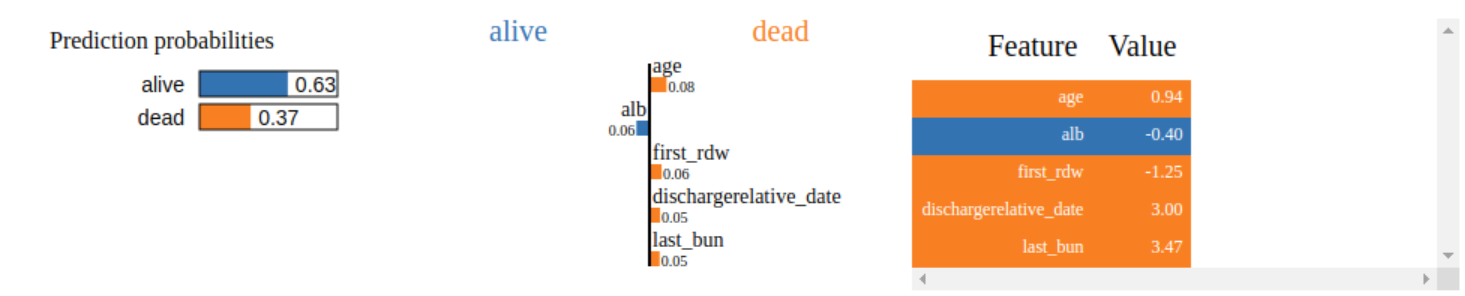 Prediction probabilities
alive 0.63
dead 0.37
alive dead
age
0.08
alb
0.06
first_rdw
0.06
dischargerelative_date
0.05
last_bun
0.05
Feature Value
age 0.94
alb -0.40
first_rdw -1.25
dischargerelative_date 3.00
last_bun 3.47